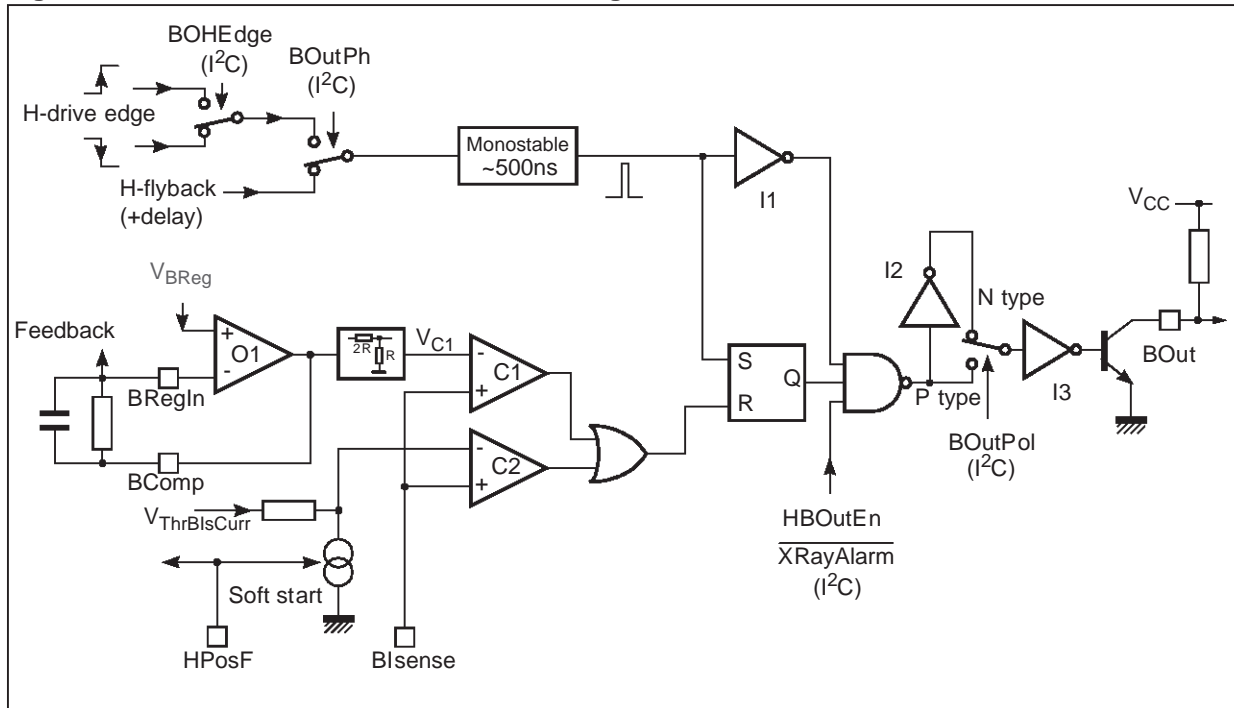 BOHEdge
(I²C)
BOutPh
(I²C)
H-drive edge
H-flyback
(+delay)
Monostable
~500ns
I1
VCC
VBReg
Feedback
+
O1
-
BRegIn
BComp
2R
R
VC1
-
C1
+
-
C2
+
S
Q
R
I2
N type
P type
I3
BOut
BOutPol
(I²C)
VThrBIsCurr
HBOutEn
XRayAlarm
(I²C)
Soft start
HPosF
BIsense